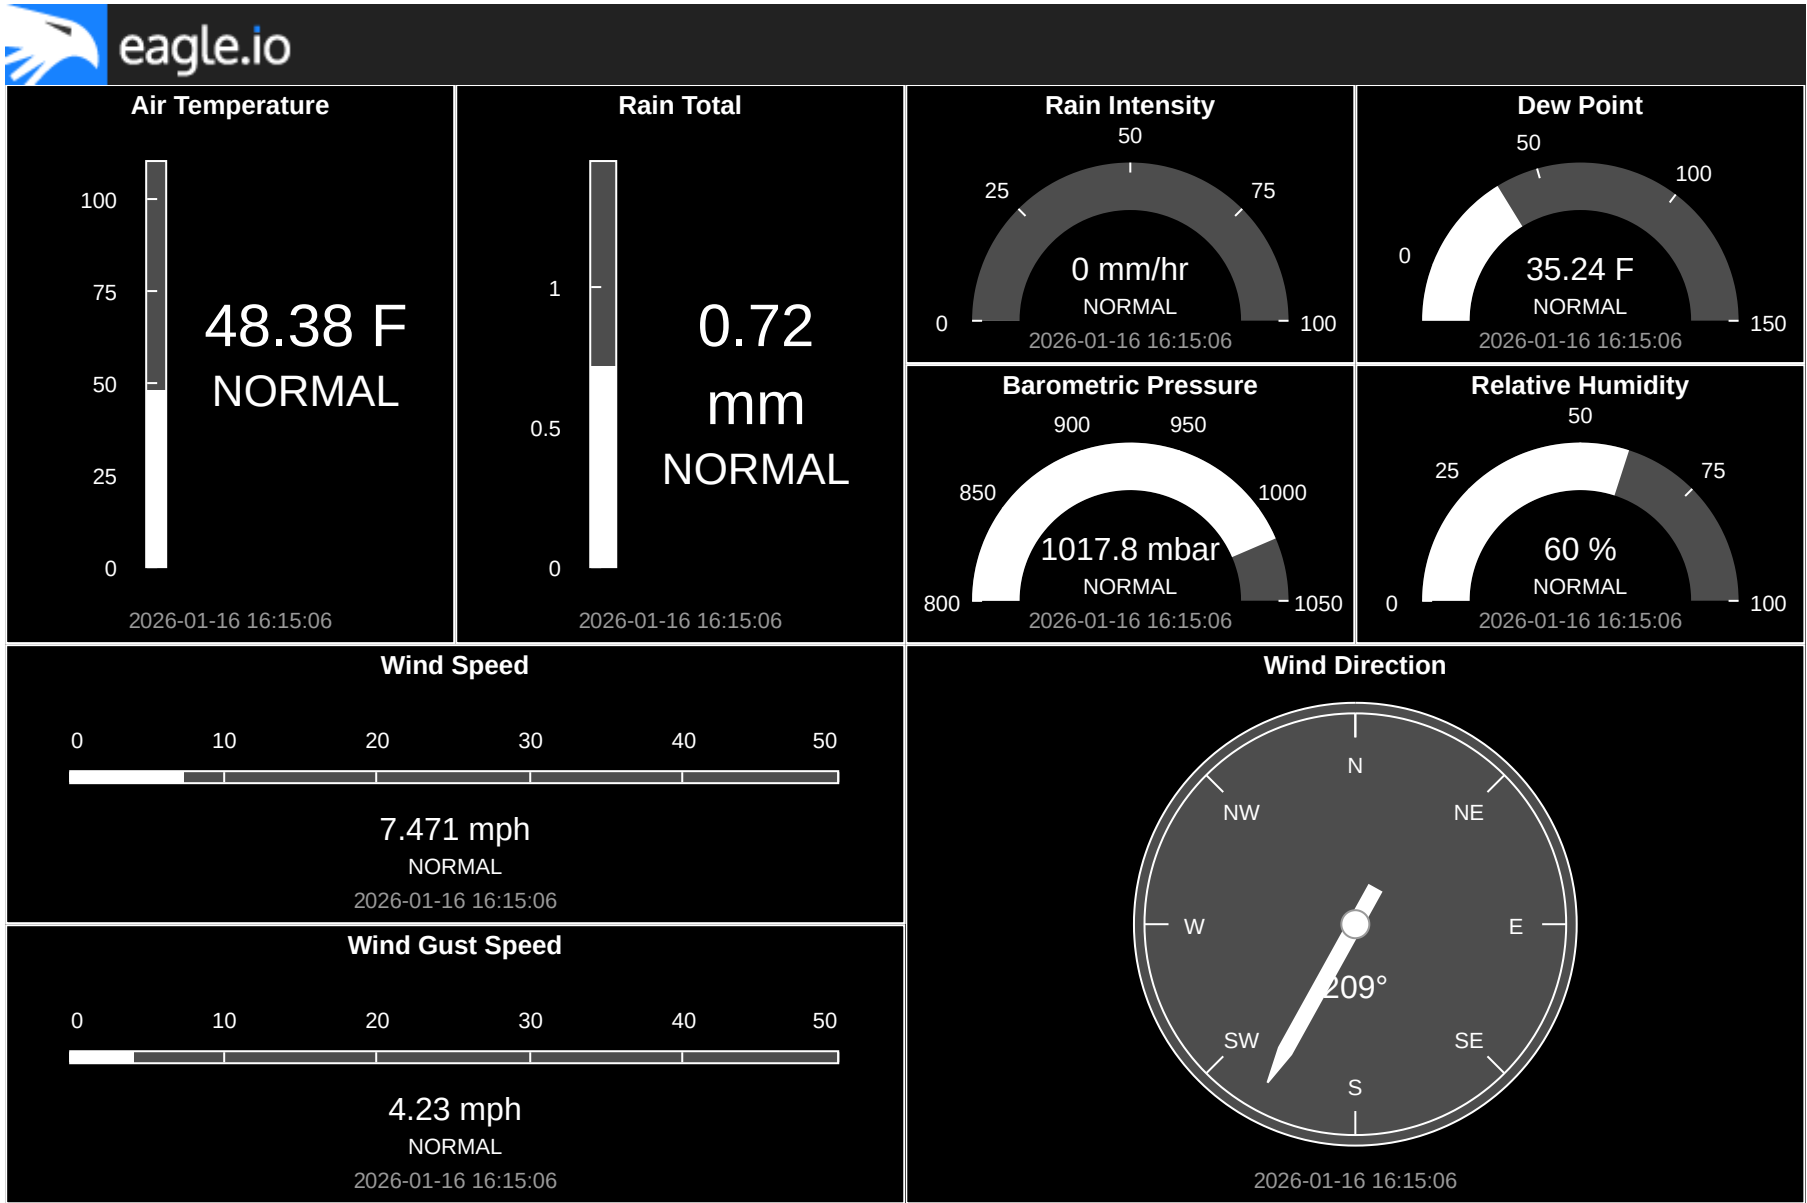 eagle.io
Air Temperature
100
75
50
25
0
48.38 F
NORMAL
2026-01-16 16:15:06
Rain Total
1
0.5
0
0.72
mm
NORMAL
2026-01-16 16:15:06
Rain Intensity
0
25
50
75
100
0 mm/hr
NORMAL
2026-01-16 16:15:06
Dew Point
0
50
100
150
35.24 F
NORMAL
2026-01-16 16:15:06
Barometric Pressure
800
850
900
950
1000
1050
1017.8 mbar
NORMAL
2026-01-16 16:15:06
Relative Humidity
0
25
50
75
100
60 %
NORMAL
2026-01-16 16:15:06
Wind Speed
0 10 20 30 40 50
7.471 mph
NORMAL
2026-01-16 16:15:06
Wind Gust Speed
0 10 20 30 40 50
4.23 mph
NORMAL
2026-01-16 16:15:06
Wind Direction
N
NW NE
W E
209°
SW SE
S
2026-01-16 16:15:06